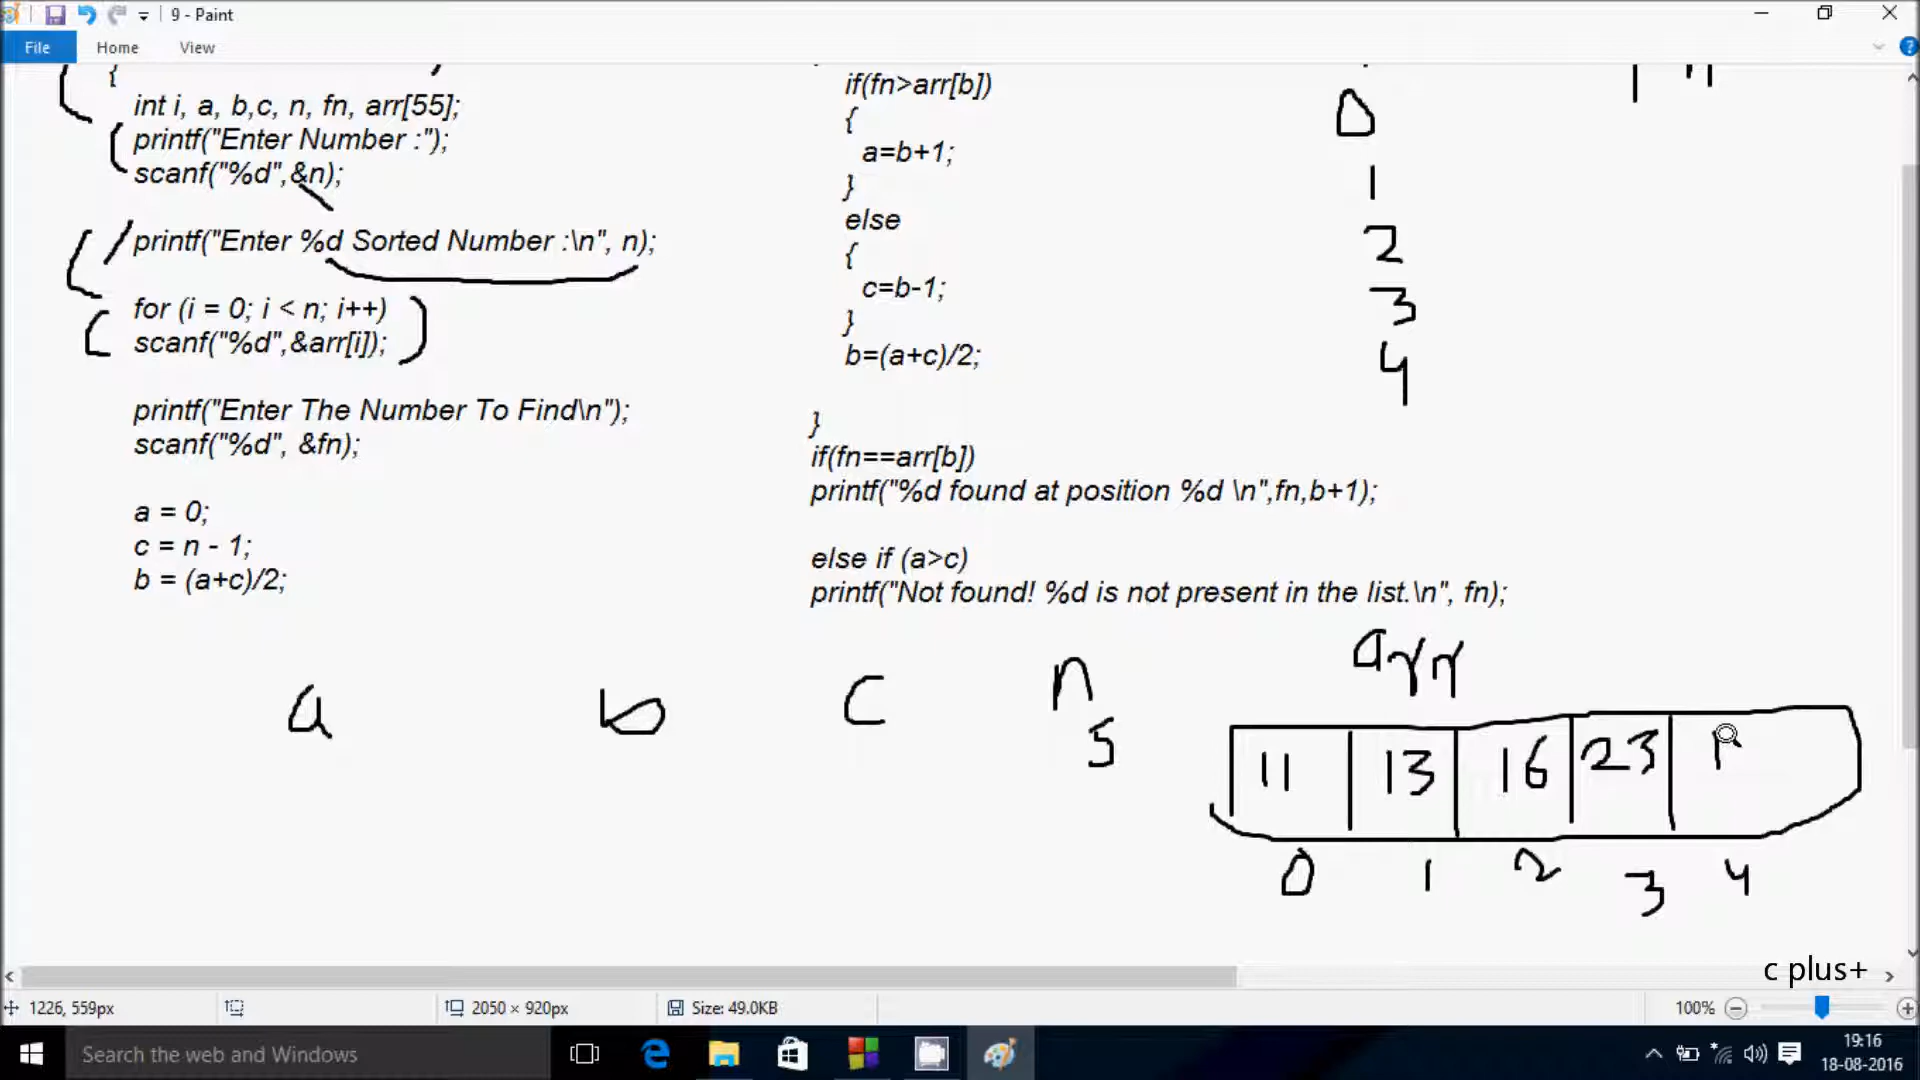 9 - Paint
File Home View
{
int i, a, b,c, n, fn, arr[55];
printf("Enter Number :");
scanf("%d",&n);
printf("Enter %d Sorted Number :\n", n);
for (i = 0; i < n; i++)
scanf("%d",&arr[i]);
printf("Enter The Number To Find\n");
scanf("%d", &fn);
a = 0;
c = n - 1;
b = (a+c)/2;
if(fn>arr[b])
{
a=b+1;
}
else
{
c=b-1;
}
b=(a+c)/2;
}
if(fn==arr[b])
printf("%d found at position %d \n",fn,b+1);
else if (a>c)
printf("Not found! %d is not present in the list.\n", fn);
0
1
2
3
4
a b c n
5
arr
11 13 16 23
0 1 2 3 4
c plus+
1226, 559px 2050 × 920px Size: 49.0KB 100%
Search the web and Windows
19:16
18-08-2016